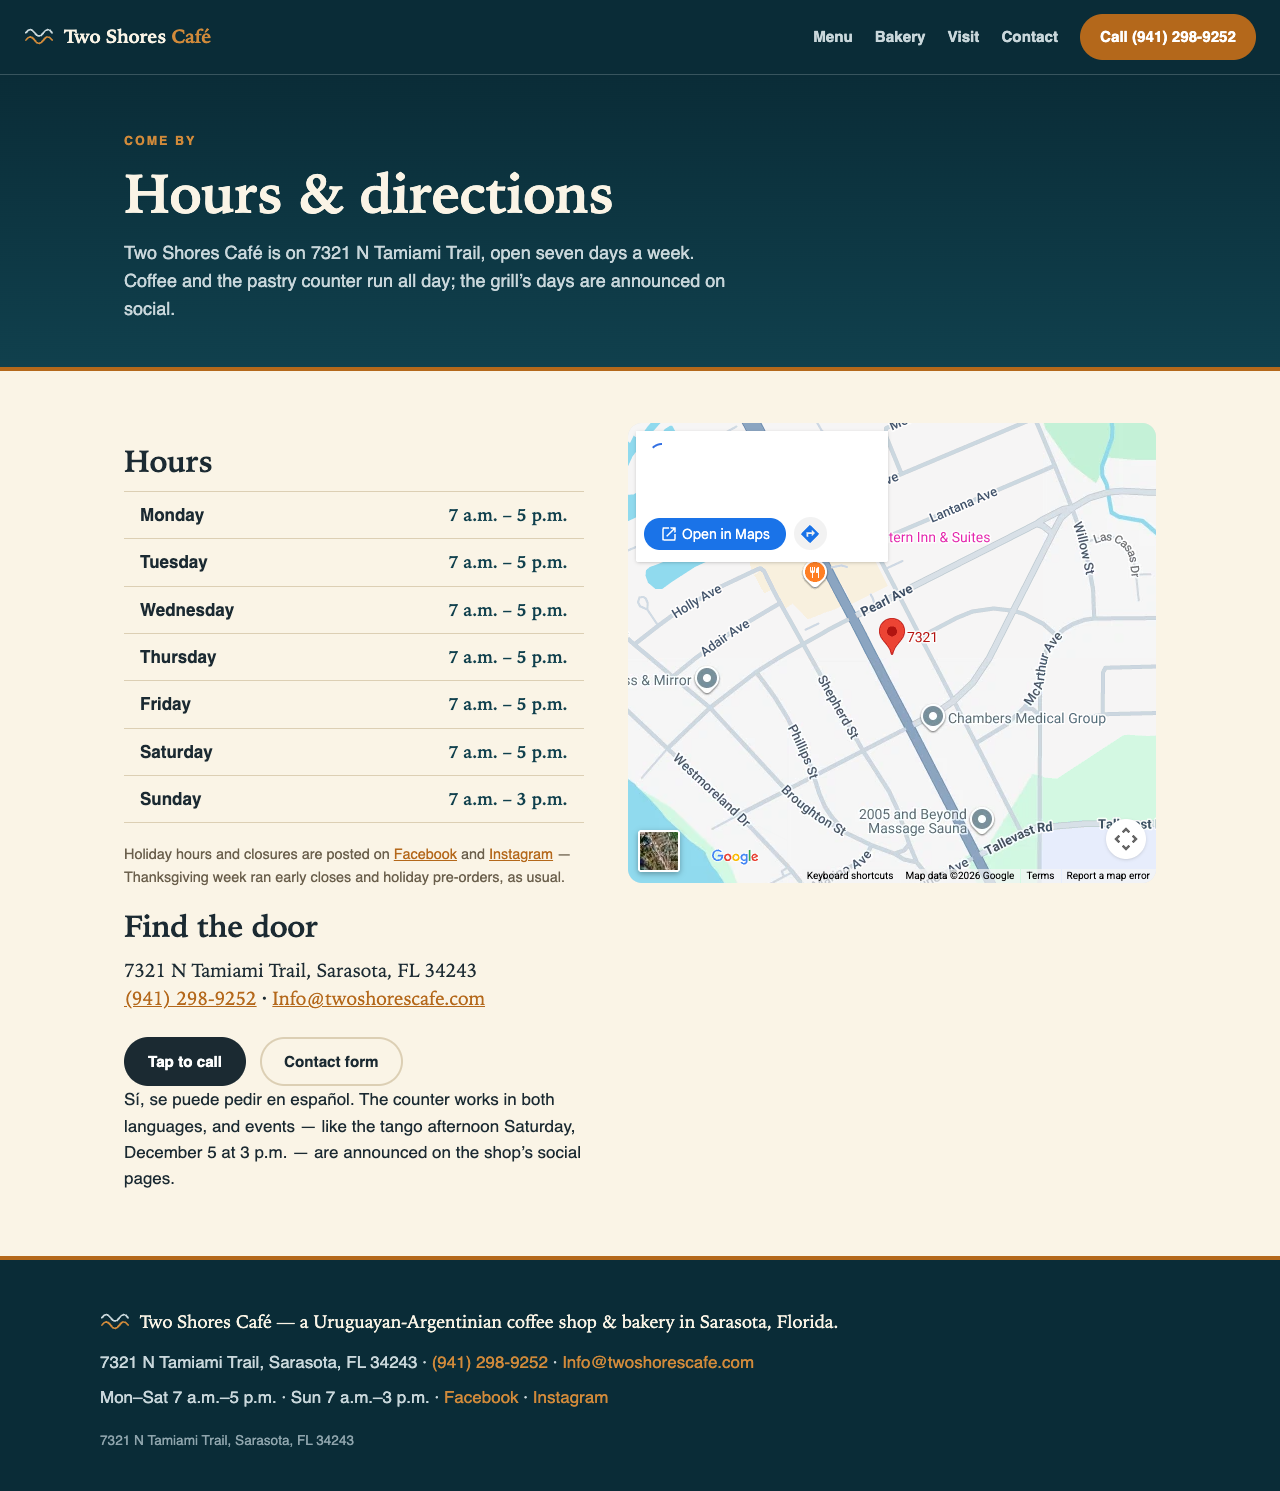 Two Shores Café
Menu
Bakery
Visit
Contact
Call (941) 298-9252
COME BY
Hours & directions
Two Shores Café is on 7321 N Tamiami Trail, open seven days a week.
Coffee and the pastry counter run all day; the grill’s days are announced on
social.
Hours
Monday 7 a.m. – 5 p.m.
Tuesday 7 a.m. – 5 p.m.
Wednesday 7 a.m. – 5 p.m.
Thursday 7 a.m. – 5 p.m.
Friday 7 a.m. – 5 p.m.
Saturday 7 a.m. – 5 p.m.
Sunday 7 a.m. – 3 p.m.
Holiday hours and closures are posted on Facebook and Instagram —
Thanksgiving week ran early closes and holiday pre-orders, as usual.
Find the door
7321 N Tamiami Trail, Sarasota, FL 34243
(941) 298-9252 · Info@twoshorescafe.com
Tap to call
Contact form
Sí, se puede pedir en español. The counter works in both
languages, and events — like the tango afternoon Saturday,
December 5 at 3 p.m. — are announced on the shop’s social
pages.
Open in Maps
Lantana Ave
tern Inn & Suites
Willow St
Las Casas Dr
Holly Ave
Pearl Ave
Adair Ave
7321
McArthur Ave
ss & Mirror
Shepherd St
Chambers Medical Group
Phillips St
Westmoreland Dr
Broughton St
2005 and Beyond
Massage Sauna
Tallevast Rd
Ave
Google
Keyboard shortcuts
Map data ©2026 Google
Terms
Report a map error
Two Shores Café — a Uruguayan-Argentinian coffee shop & bakery in Sarasota, Florida.
7321 N Tamiami Trail, Sarasota, FL 34243 · (941) 298-9252 · Info@twoshorescafe.com
Mon–Sat 7 a.m.–5 p.m. · Sun 7 a.m.–3 p.m. · Facebook · Instagram
7321 N Tamiami Trail, Sarasota, FL 34243